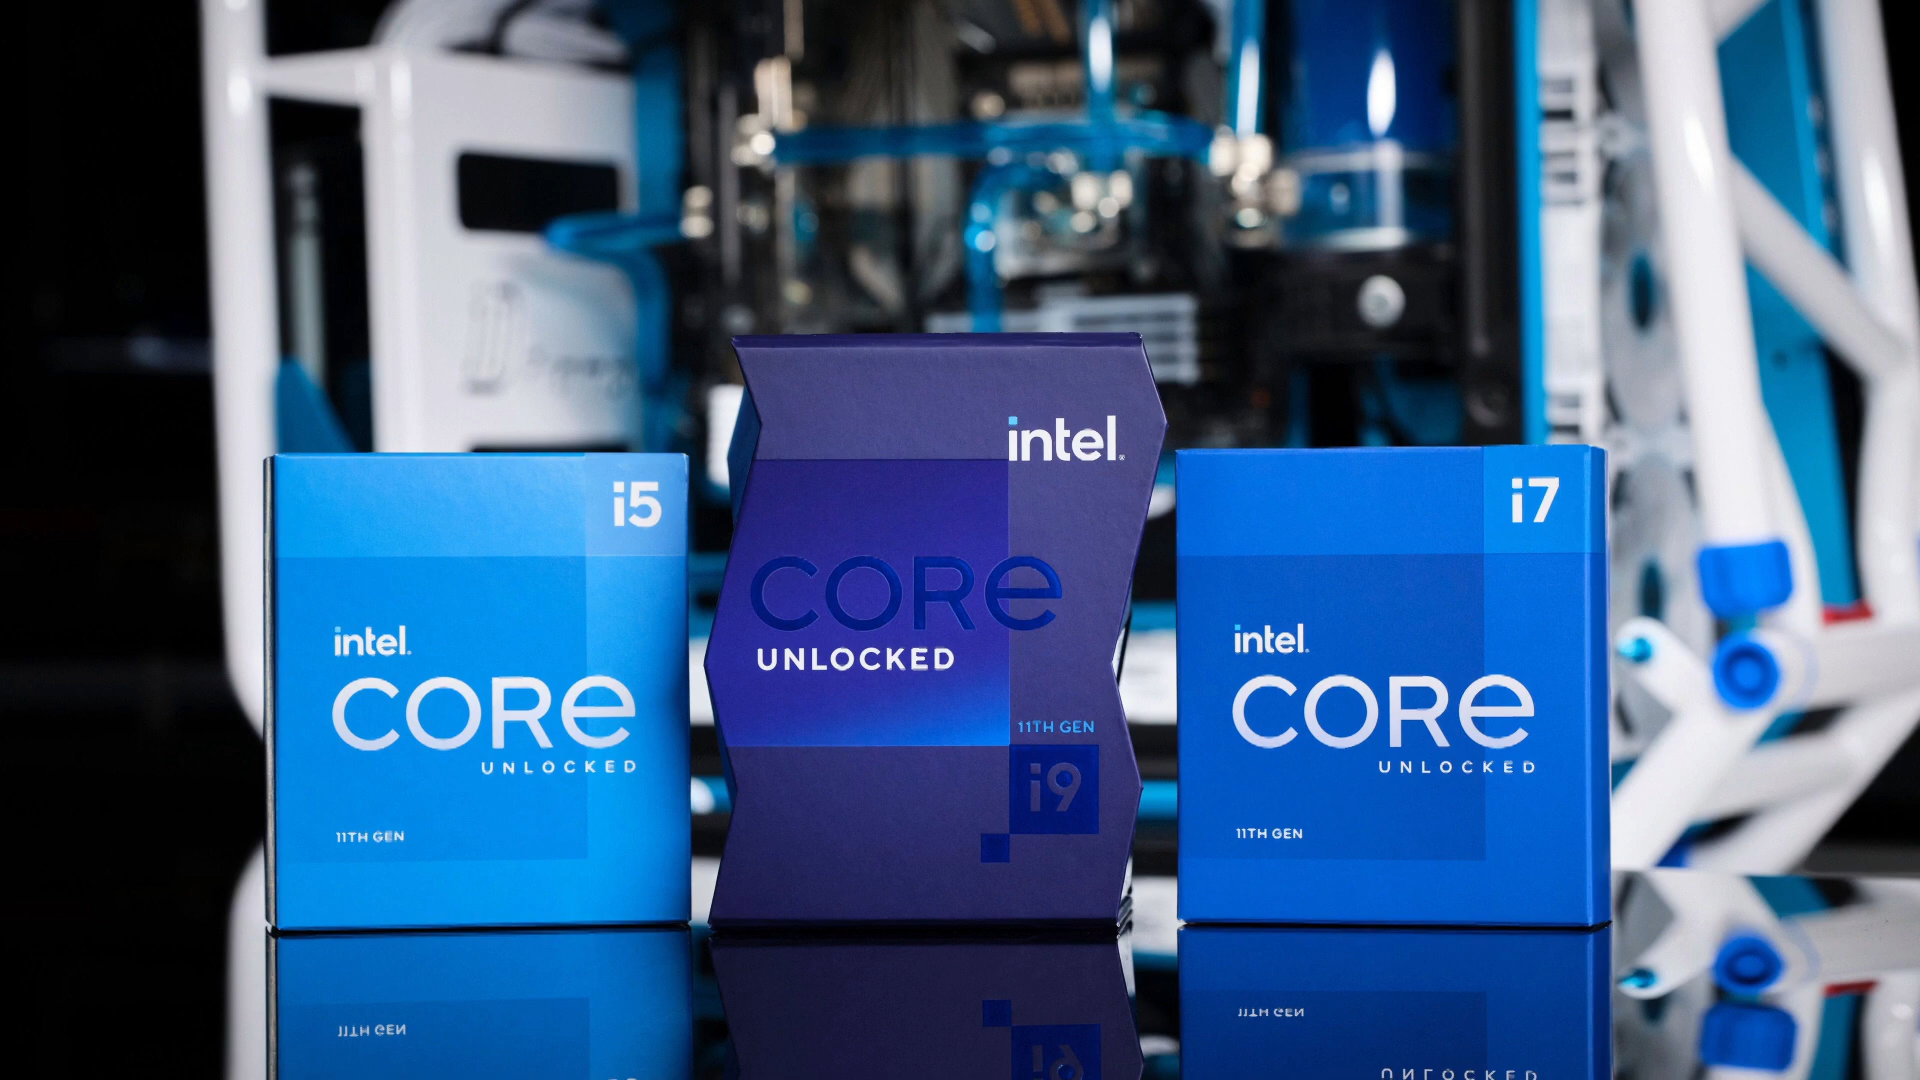 i5
intel.
CORE
UNLOCKED
11TH GEN
intel.
CORE
UNLOCKED
11TH GEN
i9
i7
intel.
CORE
UNLOCKED
11TH GEN